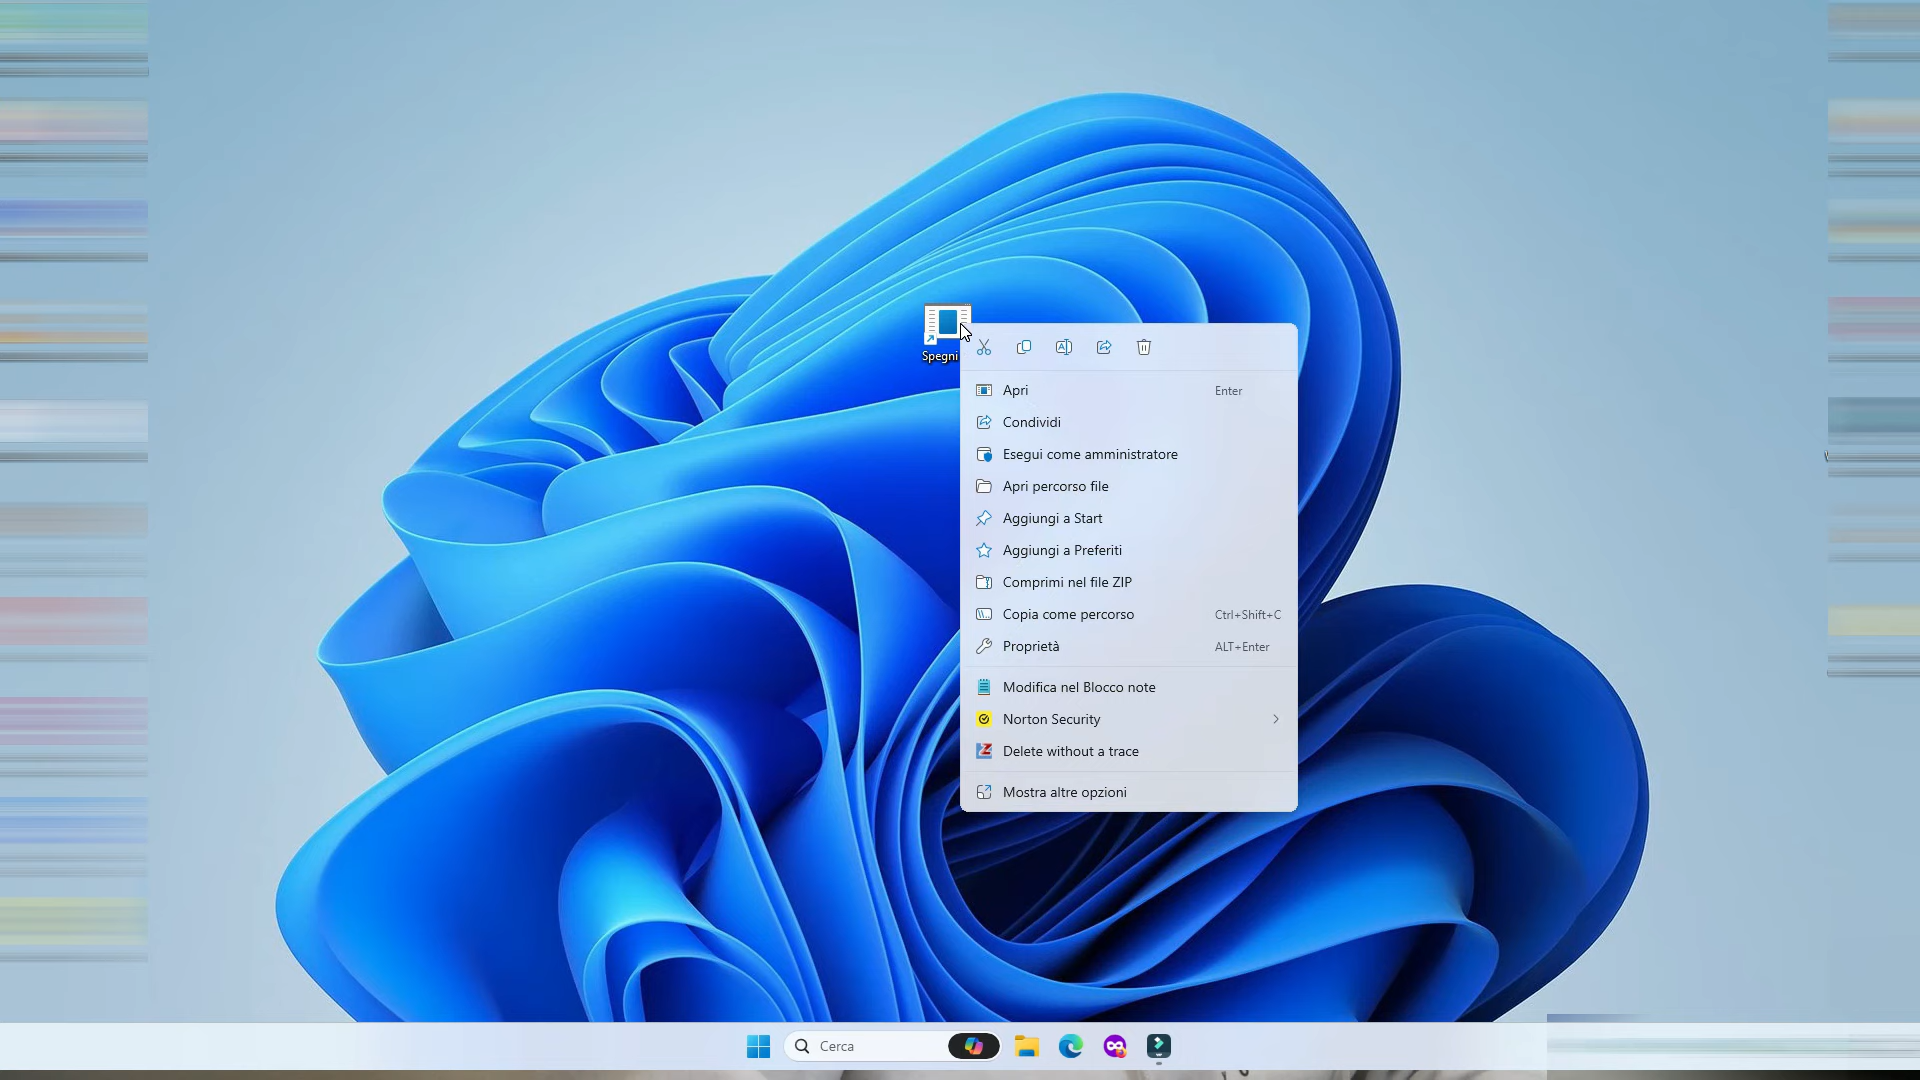 Spegni
Apri Enter
Condividi
Esegui come amministratore
Apri percorso file
Aggiungi a Start
Aggiungi a Preferiti
Comprimi nel file ZIP
Copia come percorso Ctrl+Shift+C
Proprietà ALT+Enter
Modifica nel Blocco note
Norton Security
Delete without a trace
Mostra altre opzioni
Cerca